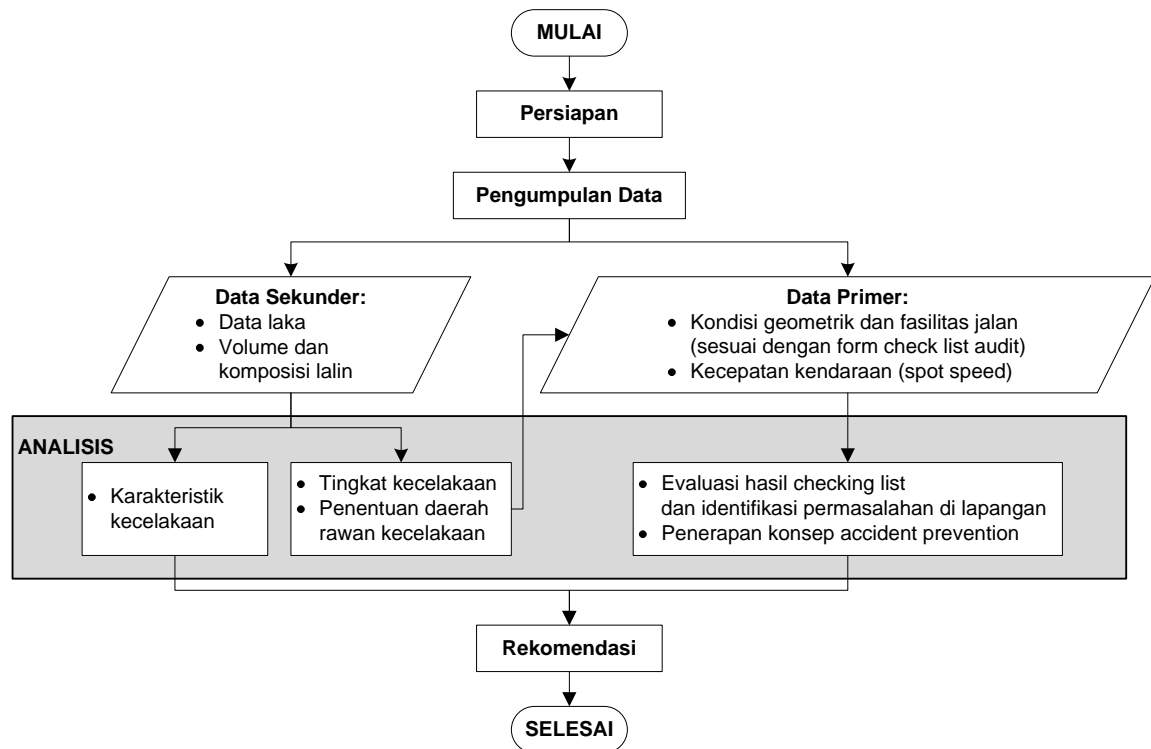 MULAI
Persiapan
Pengumpulan Data
Data Sekunder:
• Data laka
• Volume dan
komposisi lalin
Data Primer:
• Kondisi geometrik dan fasilitas jalan
(sesuai dengan form check list audit)
• Kecepatan kendaraan (spot speed)
ANALISIS
• Karakteristik
kecelakaan
• Tingkat kecelakaan
• Penentuan daerah
rawan kecelakaan
• Evaluasi hasil checking list
dan identifikasi permasalahan di lapangan
• Penerapan konsep accident prevention
Rekomendasi
SELESAI